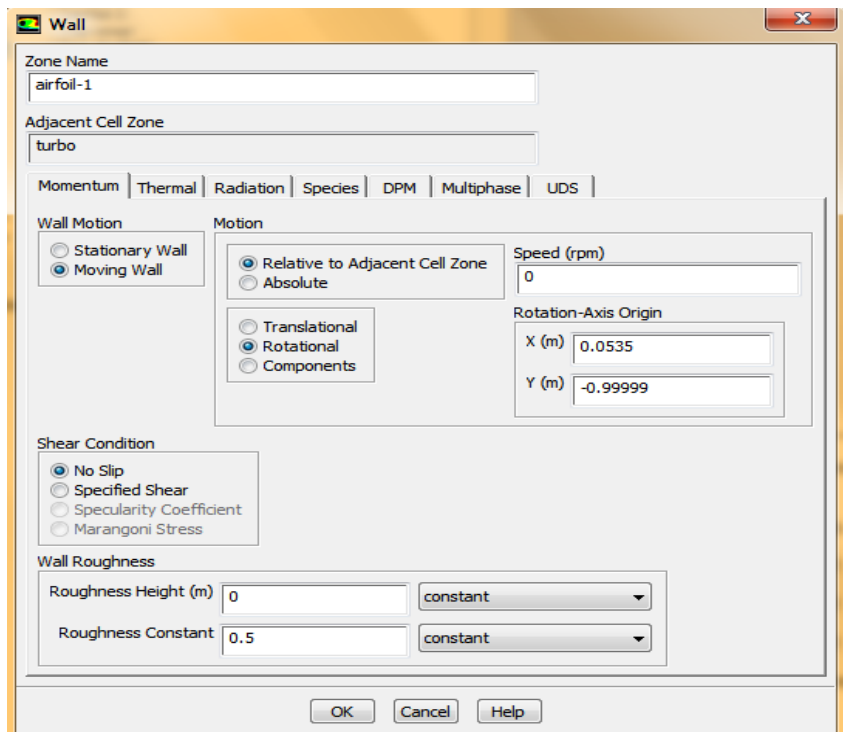 Wall
Zone Name
airfoil-1
Adjacent Cell Zone
turbo
Momentum Thermal Radiation Species DPM Multiphase UDS
Wall Motion
Stationary Wall
Moving Wall
Motion
Relative to Adjacent Cell Zone
Absolute
Translational
Rotational
Components
Speed (rpm)
0
Rotation-Axis Origin
X (m) 0.0535
Y (m) -0.99999
Shear Condition
No Slip
Specified Shear
Specularity Coefficient
Marangoni Stress
Wall Roughness
Roughness Height (m) 0 constant
Roughness Constant 0.5 constant
OK Cancel Help